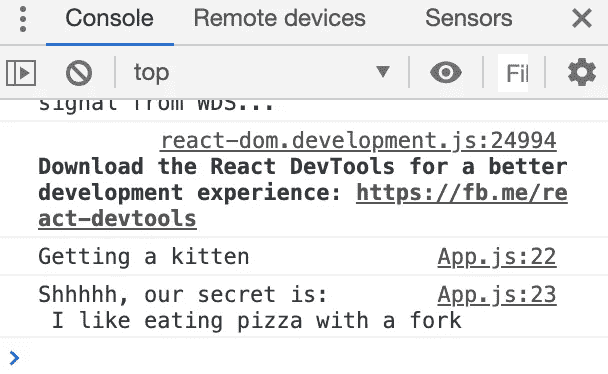 Console Remote devices Sensors
top Fil
signal from WDS...
react-dom.development.js:24994
Download the React DevTools for a better
development experience: https://fb.me/re
act-devtools
Getting a kitten App.js:22
Shhhhh, our secret is: App.js:23
I like eating pizza with a fork